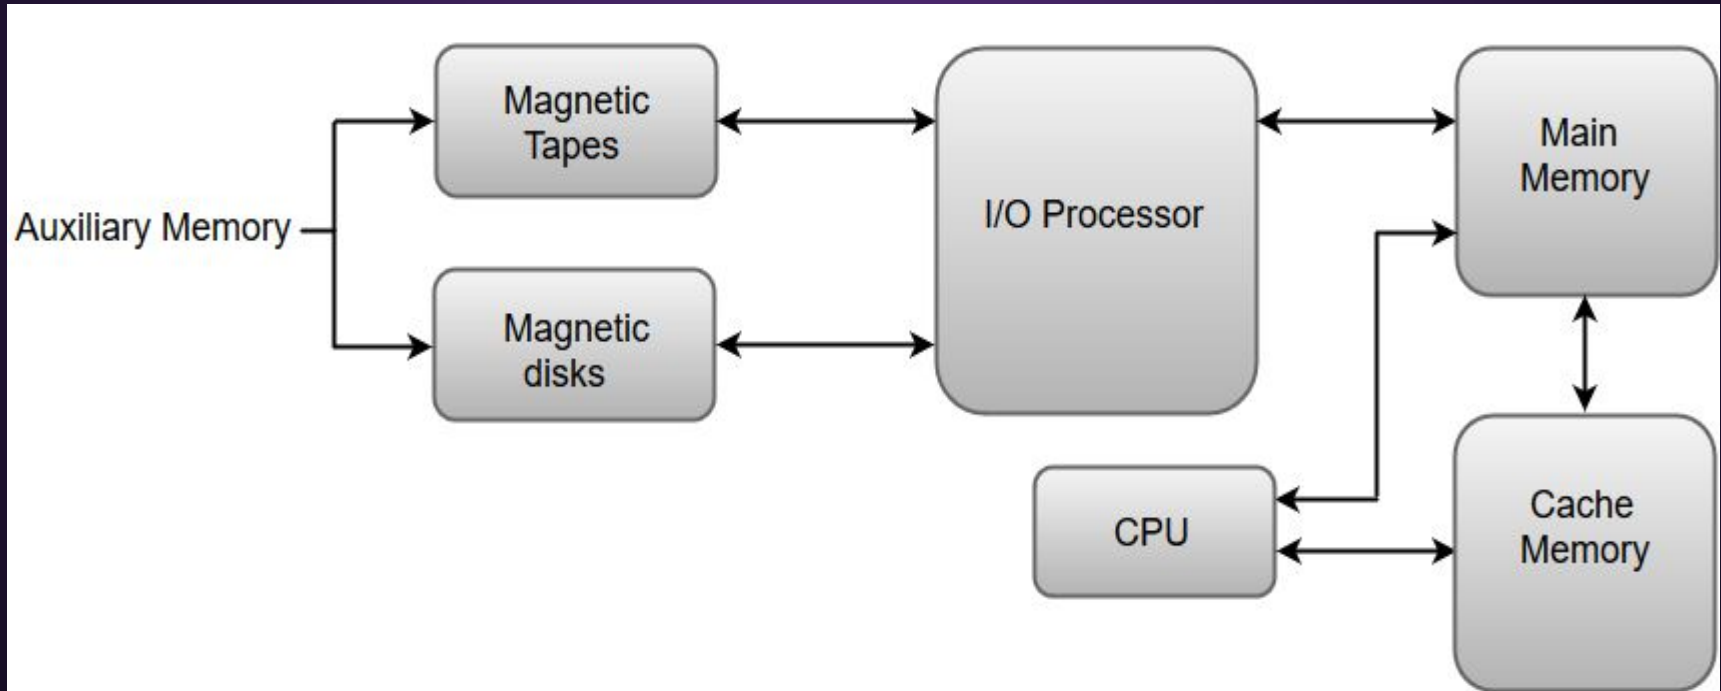 Auxiliary Memory
Magnetic
Tapes
Magnetic
disks
I/O Processor
Main
Memory
CPU
Cache
Memory